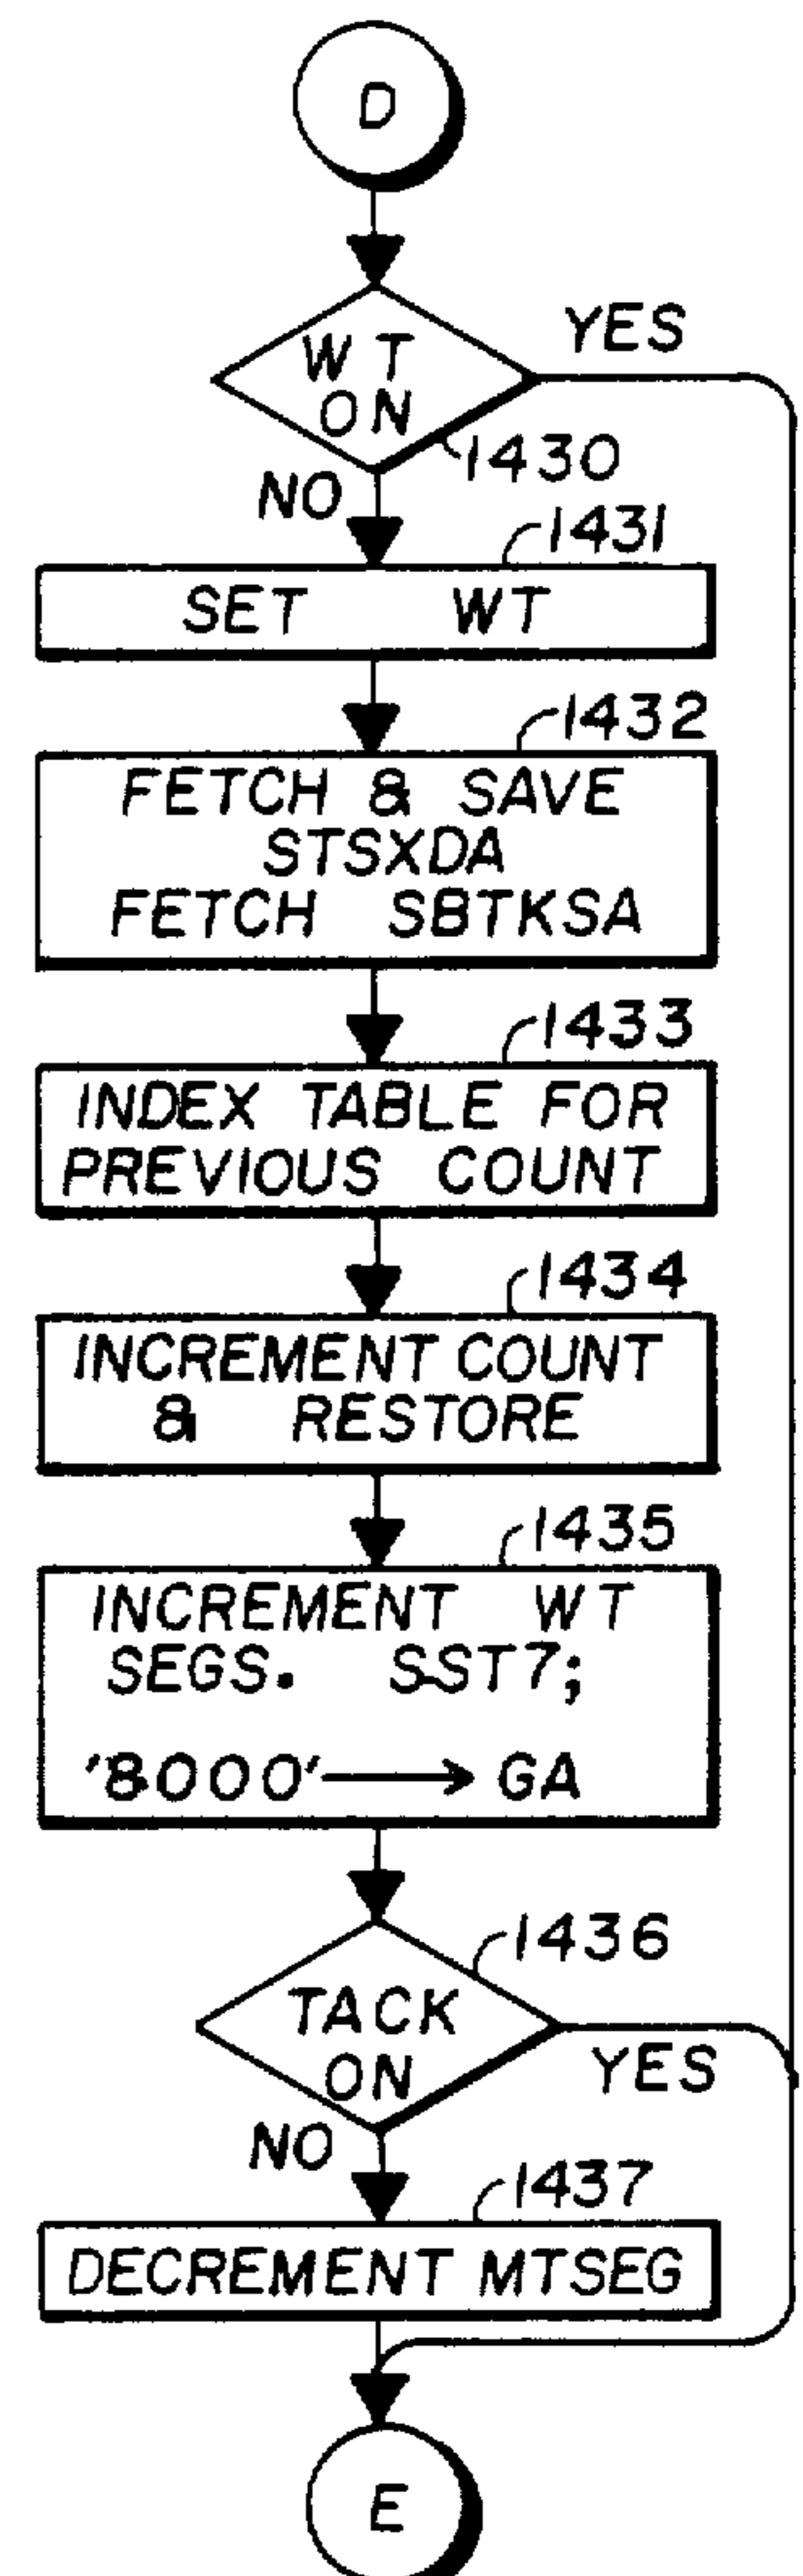 D
WT
ON
YES
1430
NO
1431
SET WT
1432
FETCH & SAVE
STSXDA
FETCH SBTKSA
1433
INDEX TABLE FOR
PREVIOUS COUNT
1434
INCREMENT COUNT
& RESTORE
1435
INCREMENT WT
SEGS. SST7;
'8000'→GA
1436
TACK
ON
YES
NO
1437
DECREMENT MTSEG
E